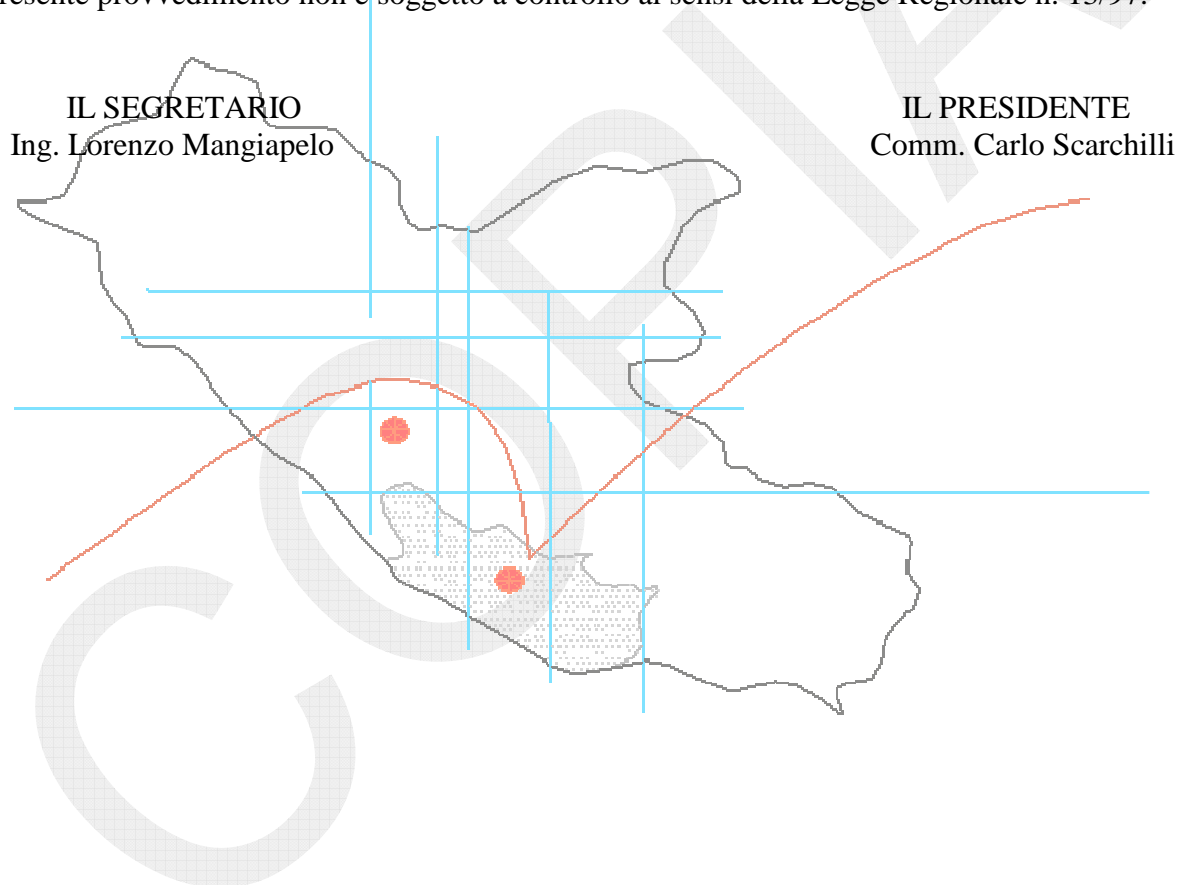 presente provvedimento non è soggetto a controllo ai sensi della Legge Regionale n. 13/97.
IL SEGRETARIO
Ing. Lorenzo Mangiapelo
IL PRESIDENTE
Comm. Carlo Scarchilli
COPIA